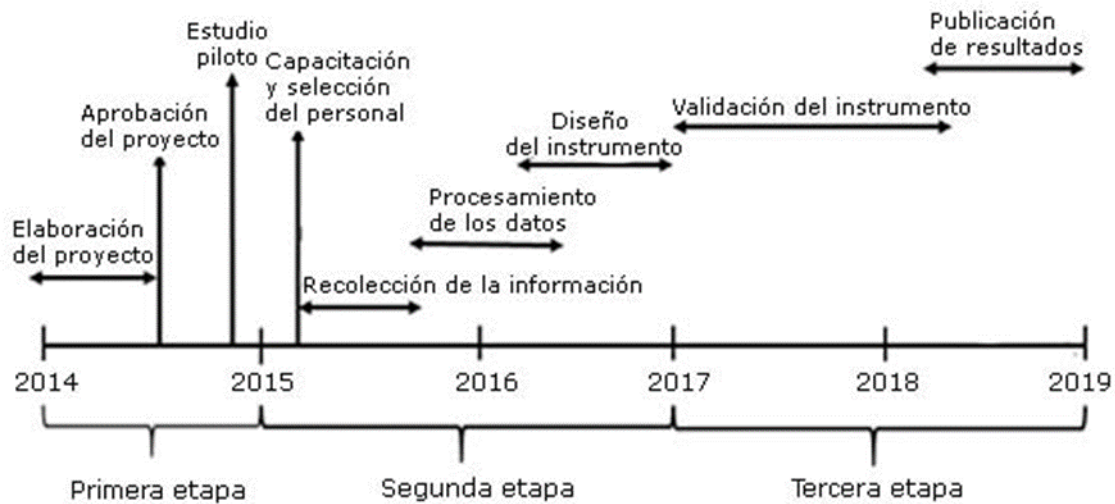 Publicación
de resultados
Estudio
piloto
Capacitación
y selección
del personal
Aprobación
del proyecto
Validación del instrumento
Diseño
del instrumento
Procesamiento
de los datos
Elaboración
del proyecto
Recolección de la información
2014
2015
2016
2017
2018
2019
Primera etapa
Segunda etapa
Tercera etapa